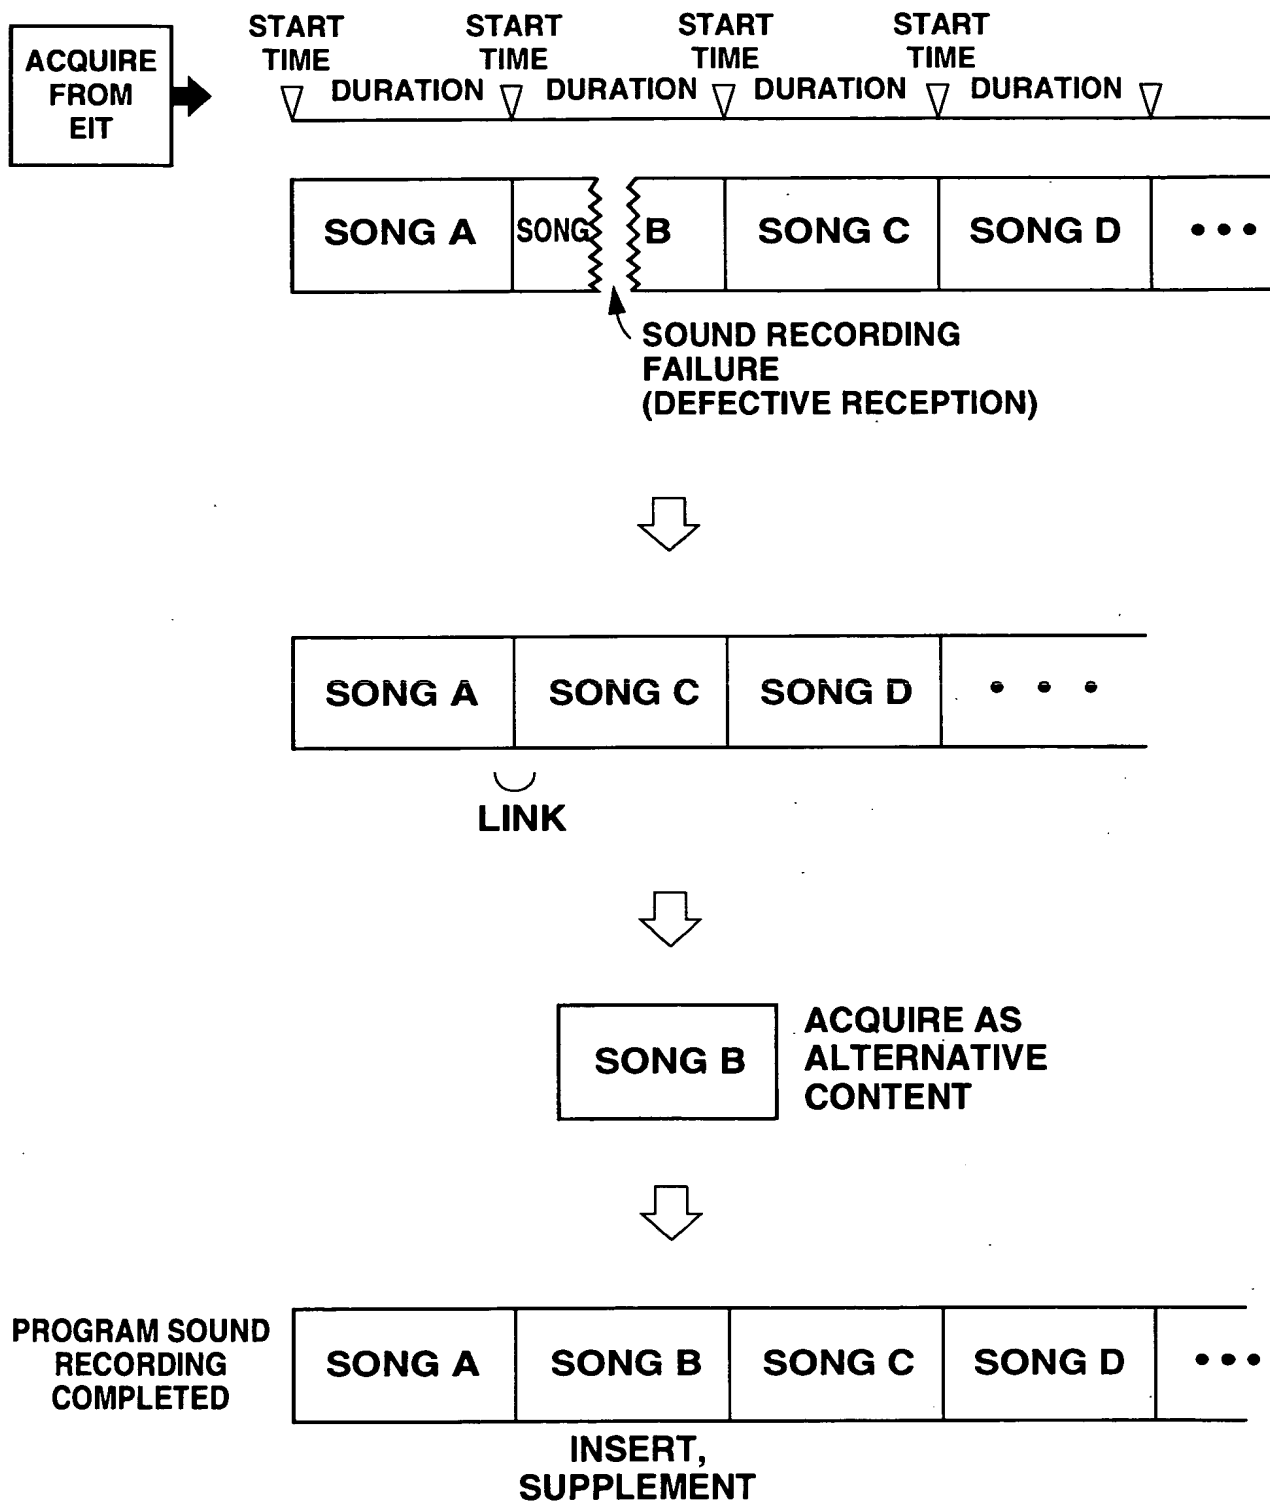 ACQUIRE
FROM
EIT
START
TIME
START
TIME
START
TIME
START
TIME
DURATION
DURATION
DURATION
DURATION
SONG A
SONG
B
SONG C
SONG D
•••
SOUND RECORDING
FAILURE
(DEFECTIVE RECEPTION)
SONG A
SONG C
SONG D
• • •
LINK
SONG B
ACQUIRE AS
ALTERNATIVE
CONTENT
PROGRAM SOUND
RECORDING
COMPLETED
SONG A
SONG B
SONG C
SONG D
•••
INSERT,
SUPPLEMENT